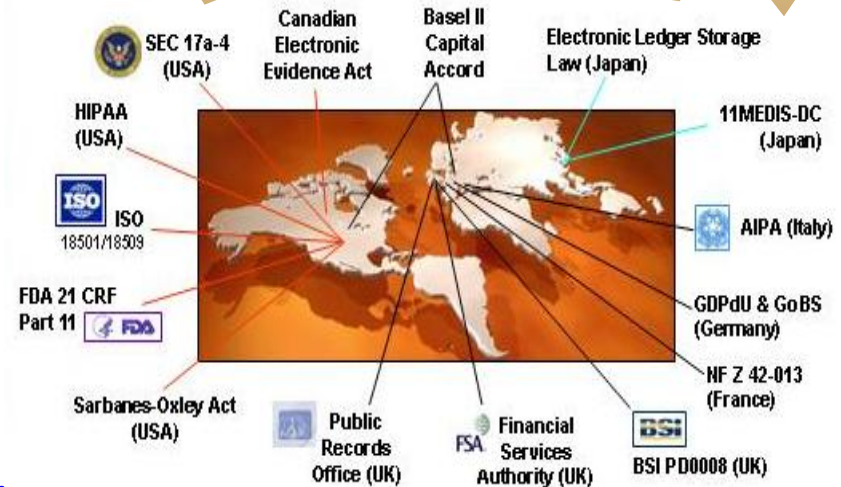 SEC 17a-4
(USA)
Canadian
Electronic
Evidence Act
Basel II
Capital
Accord
Electronic Ledger Storage
Law (Japan)
HIPAA
(USA)
11MEDIS-DC
(Japan)
ISO
ISO
18501/18509
AIPA (Italy)
FDA 21 CRF
Part 11
FDA
GDPdU & GoBS
(Germany)
NF Z 42-013
(France)
Sarbanes-Oxley Act
(USA)
Public
Records
Office (UK)
FSA
Financial
Services
Authority (UK)
BSI
BSI PD0008 (UK)